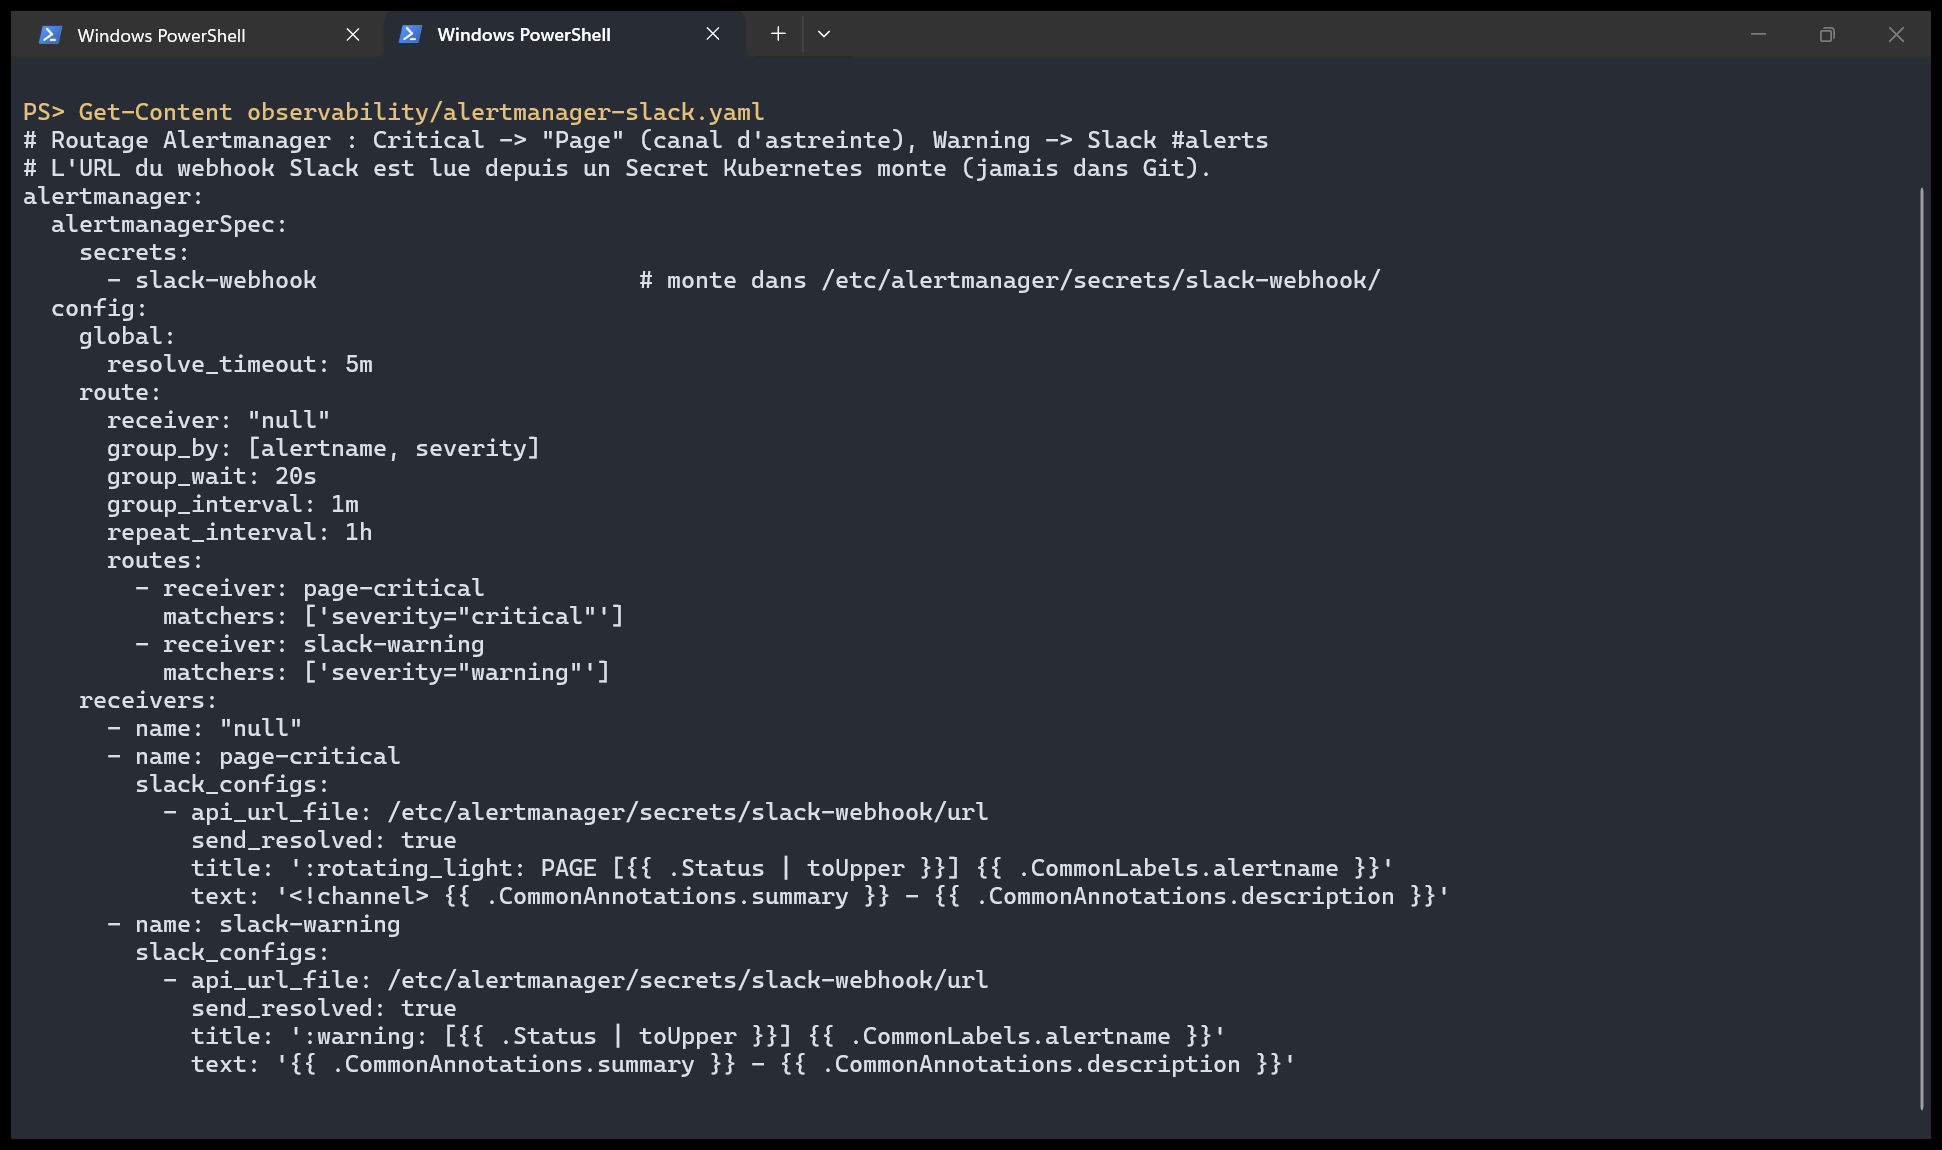 Windows PowerShell
Windows PowerShell
PS> Get-Content observability/alertmanager-slack.yaml
# Routage Alertmanager : Critical -> "Page" (canal d'astreinte), Warning -> Slack #alerts
# L'URL du webhook Slack est lue depuis un Secret Kubernetes monte (jamais dans Git).
alertmanager:
  alertmanagerSpec:
    secrets:
      - slack-webhook                       # monte dans /etc/alertmanager/secrets/slack-webhook/
  config:
    global:
      resolve_timeout: 5m
    route:
      receiver: "null"
      group_by: [alertname, severity]
      group_wait: 20s
      group_interval: 1m
      repeat_interval: 1h
      routes:
        - receiver: page-critical
          matchers: ['severity="critical"']
        - receiver: slack-warning
          matchers: ['severity="warning"']
    receivers:
      - name: "null"
      - name: page-critical
        slack_configs:
          - api_url_file: /etc/alertmanager/secrets/slack-webhook/url
            send_resolved: true
            title: ':rotating_light: PAGE [{{ .Status | toUpper }}] {{ .CommonLabels.alertname }}'
            text: '<!channel> {{ .CommonAnnotations.summary }} - {{ .CommonAnnotations.description }}'
      - name: slack-warning
        slack_configs:
          - api_url_file: /etc/alertmanager/secrets/slack-webhook/url
            send_resolved: true
            title: ':warning: [{{ .Status | toUpper }}] {{ .CommonLabels.alertname }}'
            text: '{{ .CommonAnnotations.summary }} - {{ .CommonAnnotations.description }}'